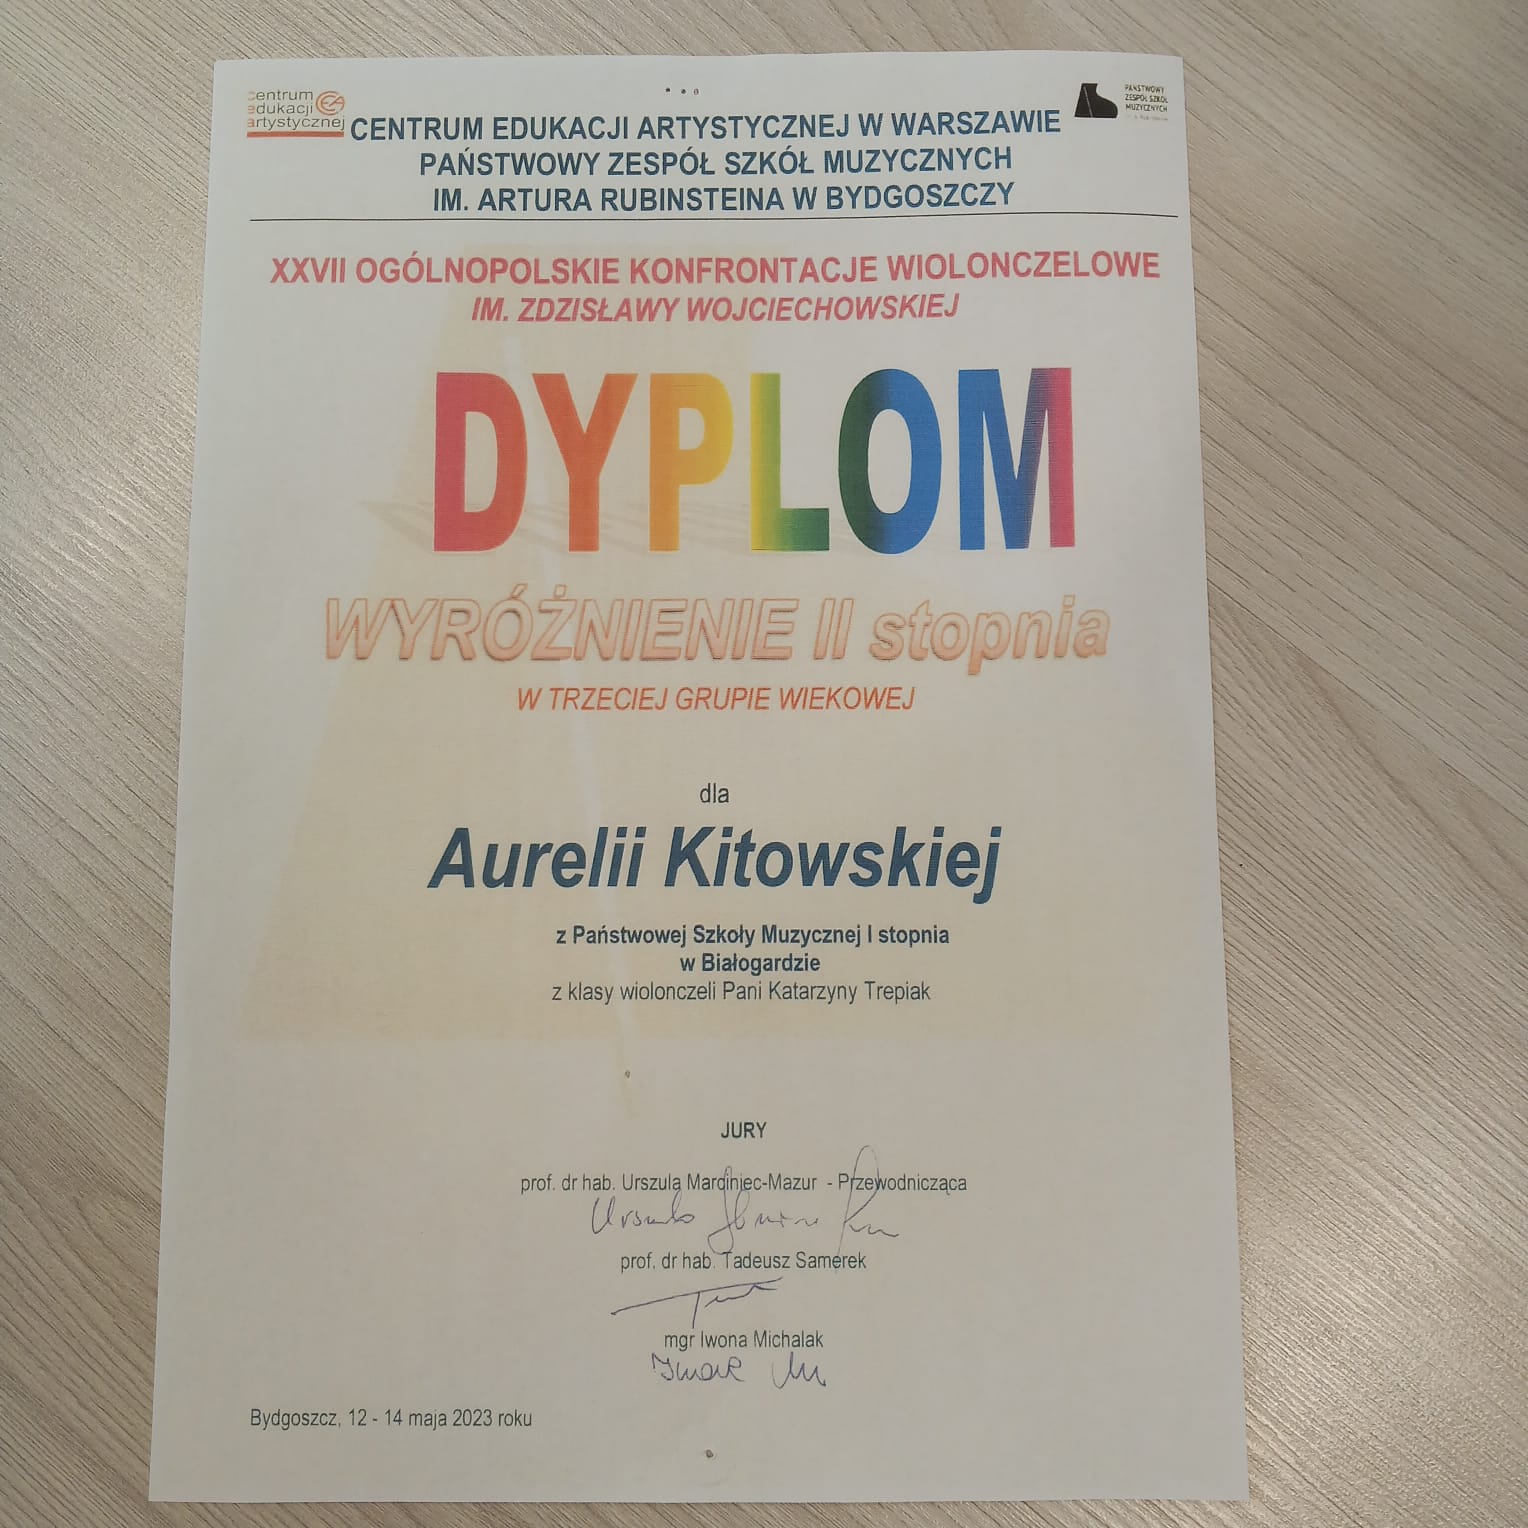 centrum
edukacji
artystycznej
CEA
PAŃSTWOWY
ZESPÓŁ SZKÓŁ
MUZYCZNYCH
CENTRUM EDUKACJI ARTYSTYCZNEJ W WARSZAWIE
PAŃSTWOWY ZESPÓŁ SZKÓŁ MUZYCZNYCH
IM. ARTURA RUBINSTEINA W BYDGOSZCZY
XXVII OGÓLNOPOLSKIE KONFRONTACJE WIOLONCZELOWE
IM. ZDZISŁAWY WOJCIECHOWSKIEJ
DYPLOM
WYRÓŻNIENIE II stopnia
W TRZECIEJ GRUPIE WIEKOWEJ
dla
Aurelii Kitowskiej
z Państwowej Szkoły Muzycznej I stopnia
w Białogardzie
z klasy wiolonczeli Pani Katarzyny Trepiak
JURY
prof. dr hab. Urszula Marciniec-Mazur - Przewodnicząca
Urszula
prof. dr hab. Tadeusz Samerek
mgr Iwona Michalak
Bydgoszcz, 12 - 14 maja 2023 roku